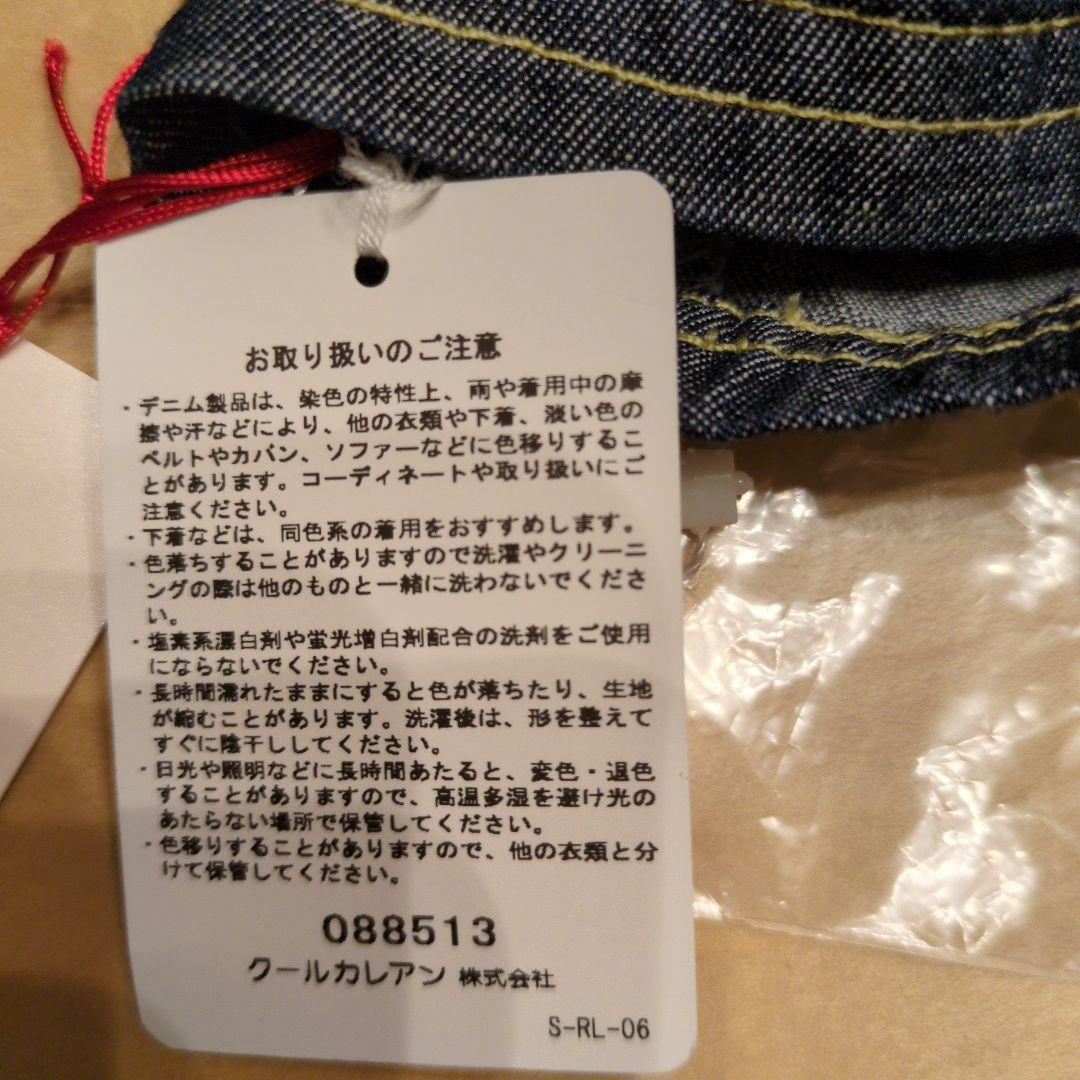 お取り扱いのご注意
・デニム製品は、染色の特性上、雨や着用中の摩
擦や汗などにより、他の衣類や下着、淡い色の
ベルトやカバン、ソファーなどに色移りするこ
とがあります。コーディネートや取り扱いにご
注意ください。
・下着などは、同色系の着用をおすすめします。
・色落ちすることがありますので洗濯やクリーニ
ングの際は他のものと一緒に洗わないでくださ
い。
・塩素系漂白剤や蛍光増白剤配合の洗剤をご使用
にならないでください。
・長時間濡れたままにすると色が落ちたり、生地
が縮むことがあります。洗濯後は、形を整えて
すぐに陰干ししてください。
・日光や照明などに長時間あたると、変色・退色
することがありますので、高温多湿を避け光の
あたらない場所で保管してください。
・色移りすることがありますので、他の衣類と分
けて保管してください。
088513
クールカレアン 株式会社
S-RL-06